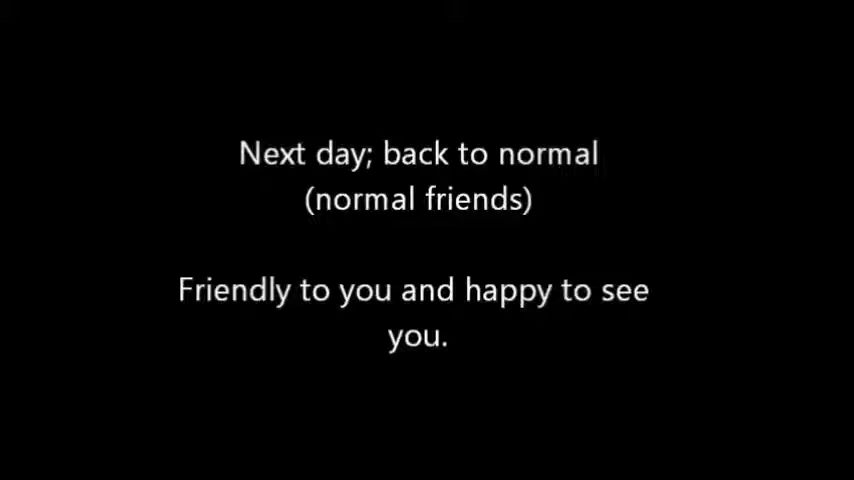 Next day; back to normal
(normal friends)
Friendly to you and happy to see
you.